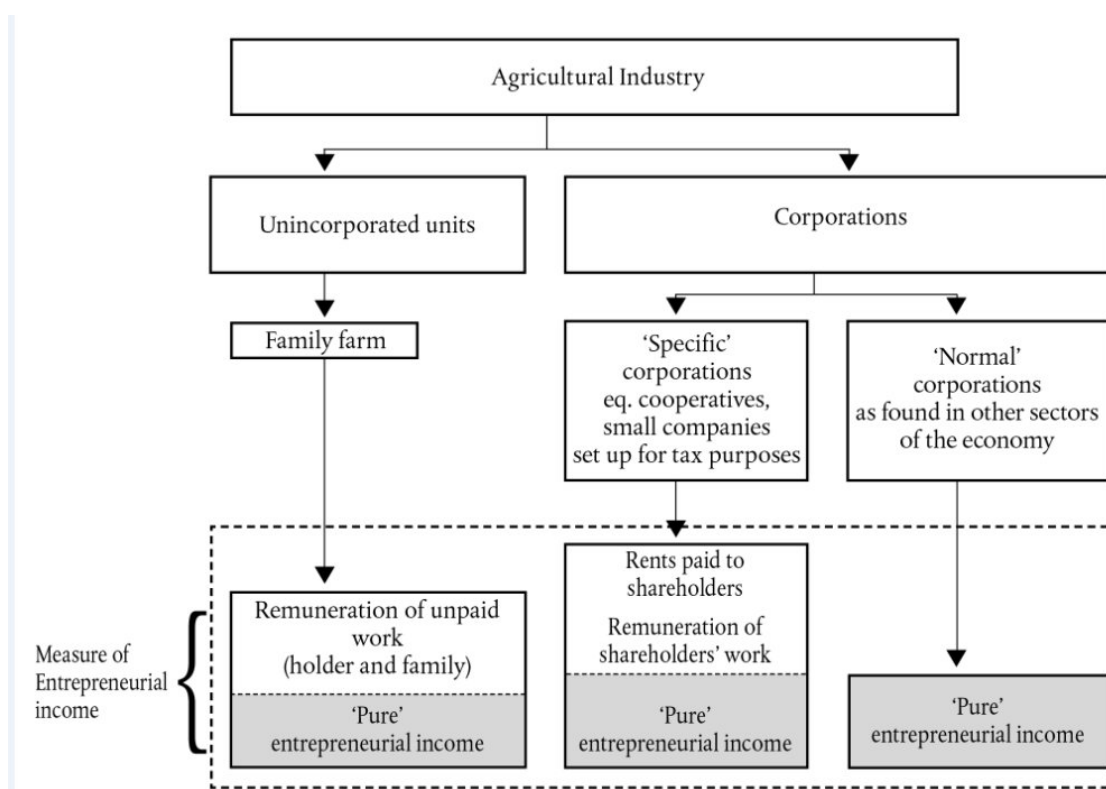 Agricultural Industry
Unincorporated units
Corporations
Family farm
‘Specific’
corporations
eq. cooperatives,
small companies
set up for tax purposes
‘Normal’
corporations
as found in other sectors
of the economy
Measure of
Entrepreneurial
income
Remuneration of unpaid
work
(holder and family)
‘Pure’
entrepreneurial income
Rents paid to
shareholders
Remuneration of
shareholders’ work
‘Pure’
entrepreneurial income
‘Pure’
entrepreneurial income